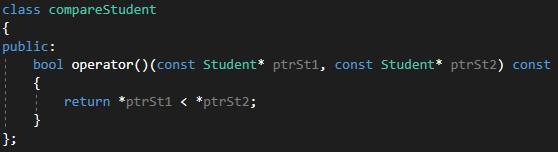 class compareStudent
{
public:
    bool operator()(const Student* ptrSt1, const Student* ptrSt2) const
    {
        return *ptrSt1 < *ptrSt2;
    }
};